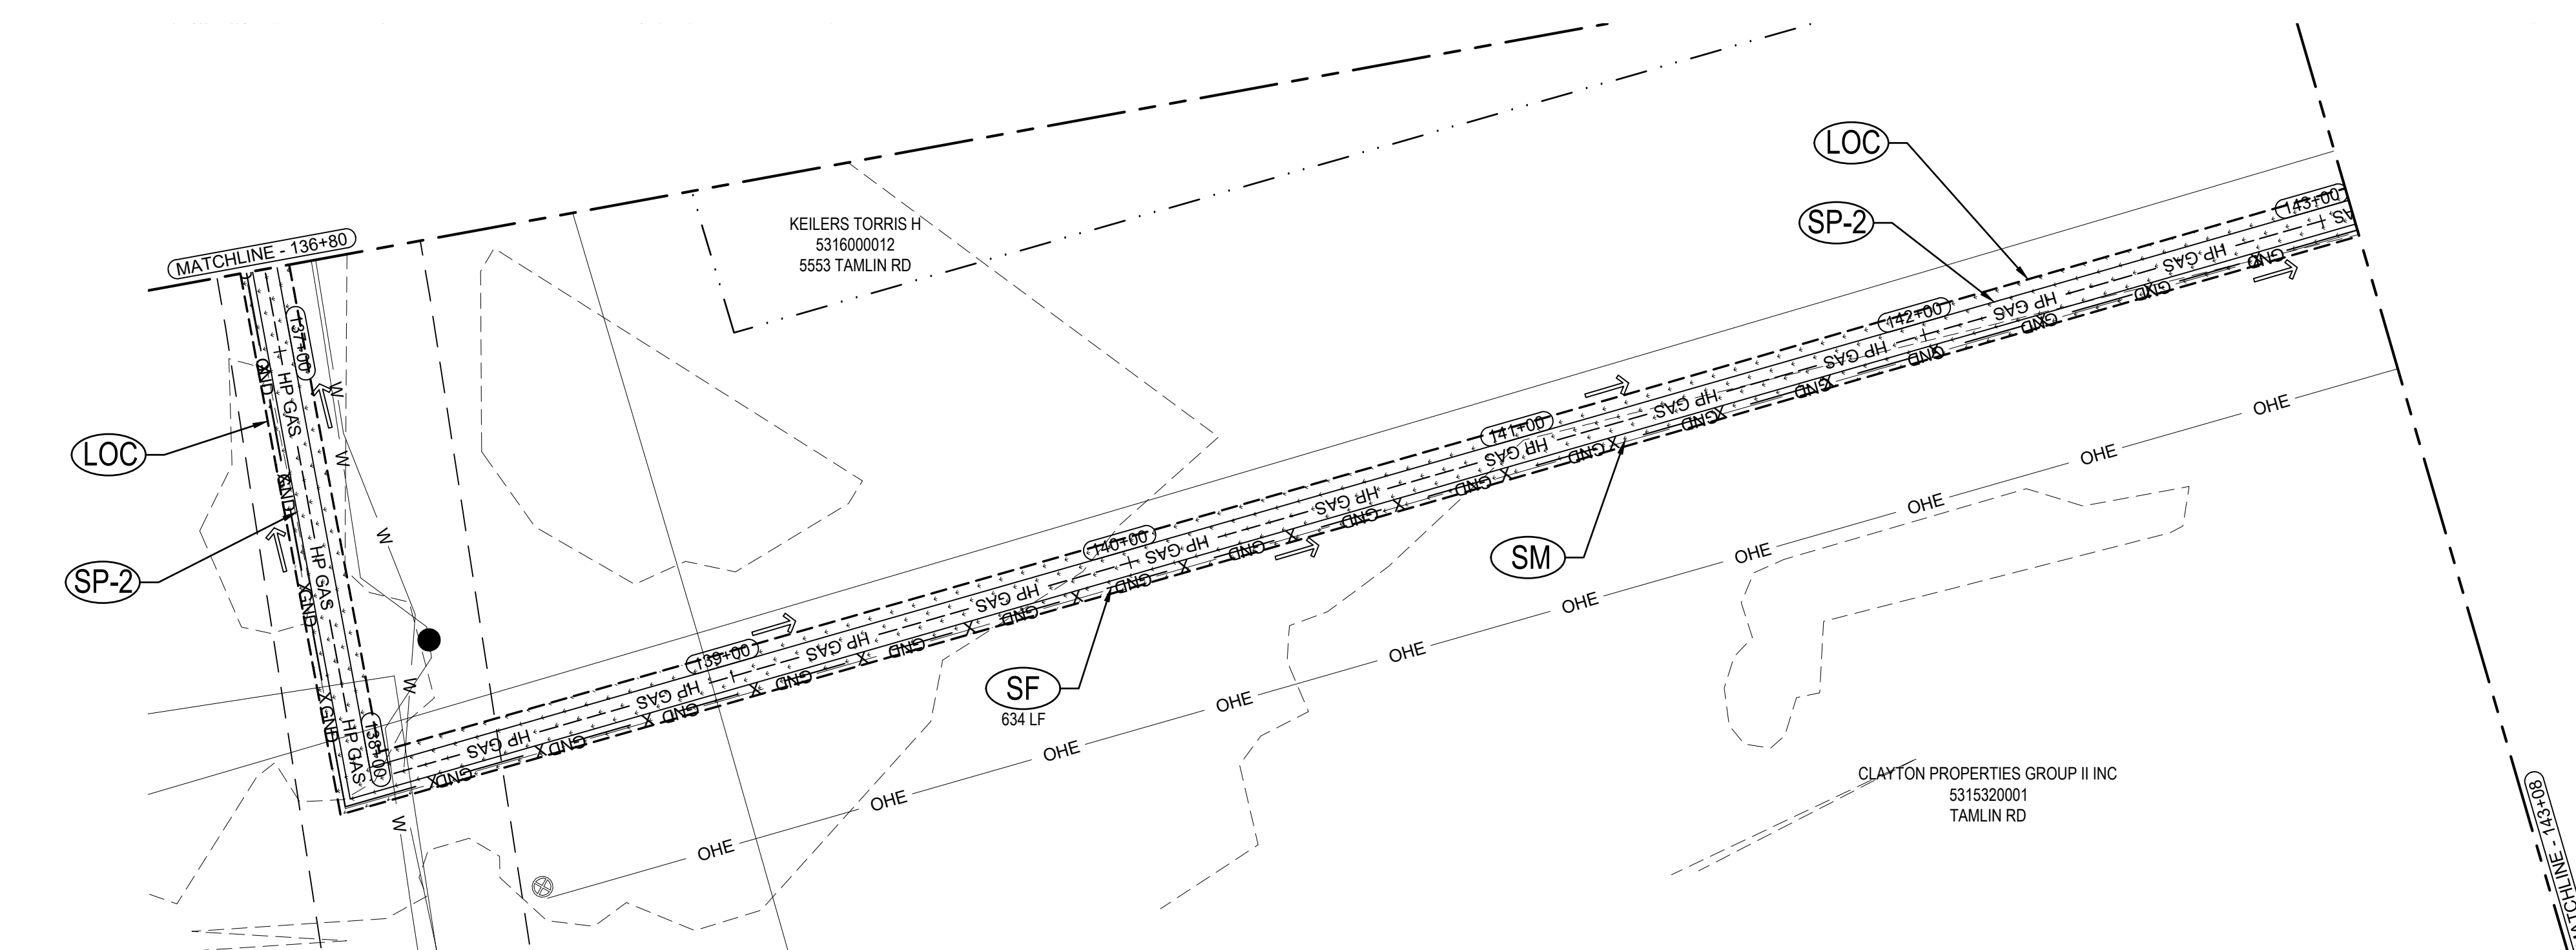 LOC
SP-2
KEILERS TORRIS H
5316000012
5553 TAMLIN RD
MATCHLINE - 136+80
143+00
HP GAS
GND
142+00
HP GAS
GND
137+00
HP GAS
GND
W
W
HP GAS
GND
OHE
LOC
141+00
HP GAS
GND
OHE
GND
HP GAS
GND
OHE
W
140+00
HP GAS
GND
OHE
SP-2
HP GAS
GND
SM
HP GAS
GND
OHE
139+00
HP GAS
GND
OHE
W
HP GAS
GND
SF
634 LF
OHE
138+00
HP GAS
GND
HP GAS
GND
OHE
CLAYTON PROPERTIES GROUP II INC
5315320001
TAMLIN RD
OHE
W
OHE
MATCHLINE - 143+08